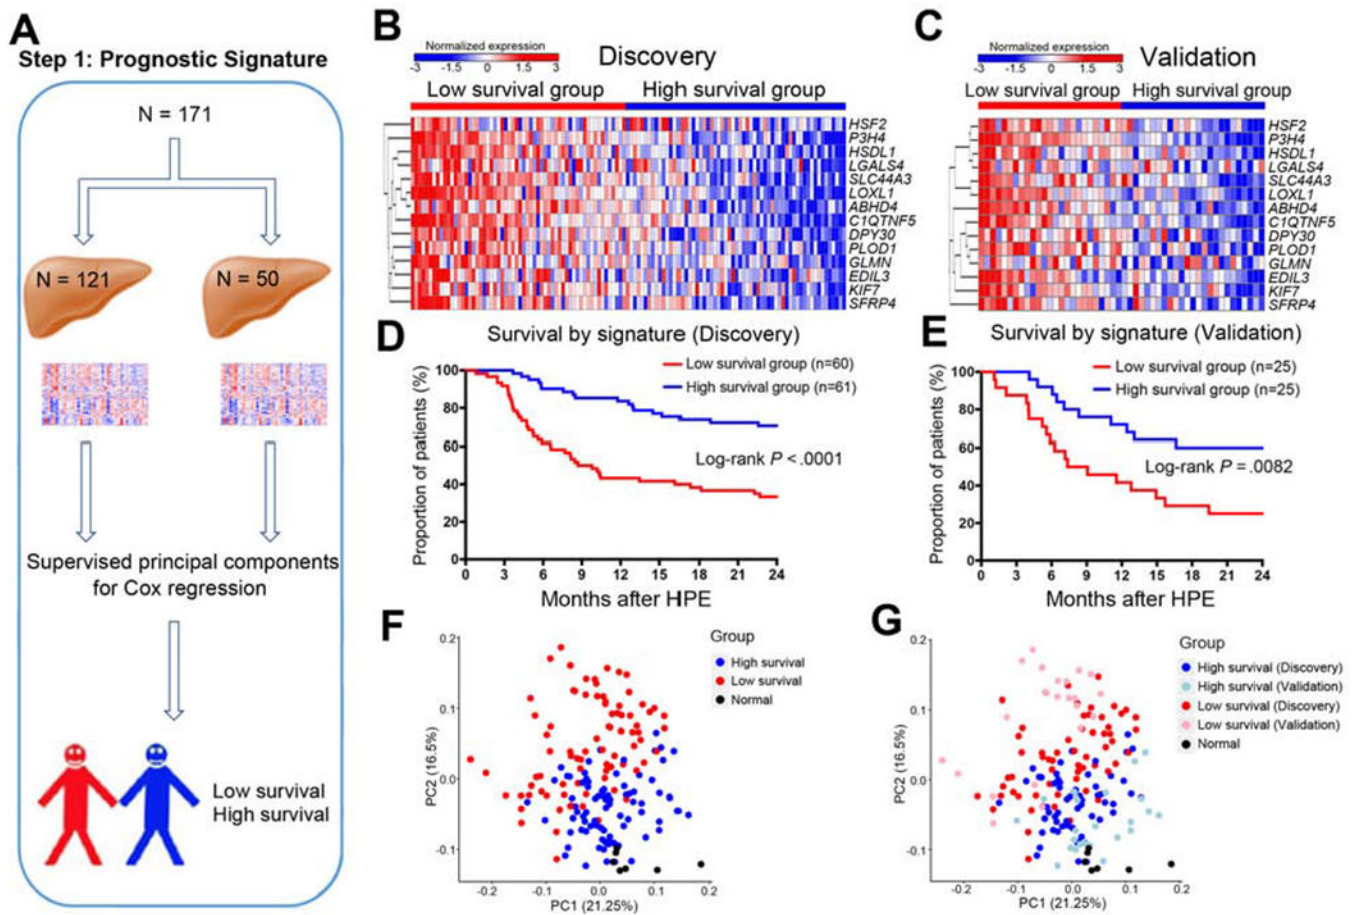 A
Step 1: Prognostic Signature
N = 171
N = 121
N = 50
Supervised principal components
for Cox regression
Low survival
High survival
B
Normalized expression
-3 -1.5 0 1.5 3
Discovery
Low survival group High survival group
HSF2
P3H4
HSDL1
LGALS4
SLC44A3
LOXL1
ABHD4
C1QTNF5
DPY30
PLOD1
GLMN
EDIL3
KIF7
SFRP4
C
Normalized expression
-3 -1.5 0 1.5 3
Validation
Low survival group High survival group
HSF2
P3H4
HSDL1
LGALS4
SLC44A3
LOXL1
ABHD4
C1QTNF5
DPY30
PLOD1
GLMN
EDIL3
KIF7
SFRP4
D
Survival by signature (Discovery)
Low survival group (n=60)
High survival group (n=61)
Log-rank P <.0001
Proportion of patients (%)
100
80
60
40
20
0
0 3 6 9 12 15 18 21 24
Months after HPE
E
Survival by signature (Validation)
Low survival group (n=25)
High survival group (n=25)
Log-rank P =.0082
Proportion of patients (%)
100
80
60
40
20
0
0 3 6 9 12 15 18 21 24
Months after HPE
F
Group
High survival
Low survival
Normal
PC2 (16.5%)
0.2
0.1
0.0
-0.1
-0.2 -0.1 0.0 0.1 0.2
PC1 (21.25%)
G
Group
High survival (Discovery)
High survival (Validation)
Low survival (Discovery)
Low survival (Validation)
Normal
PC2 (16.5%)
0.2
0.1
0.0
-0.1
-0.2 -0.1 0.0 0.1 0.2
PC1 (21.25%)